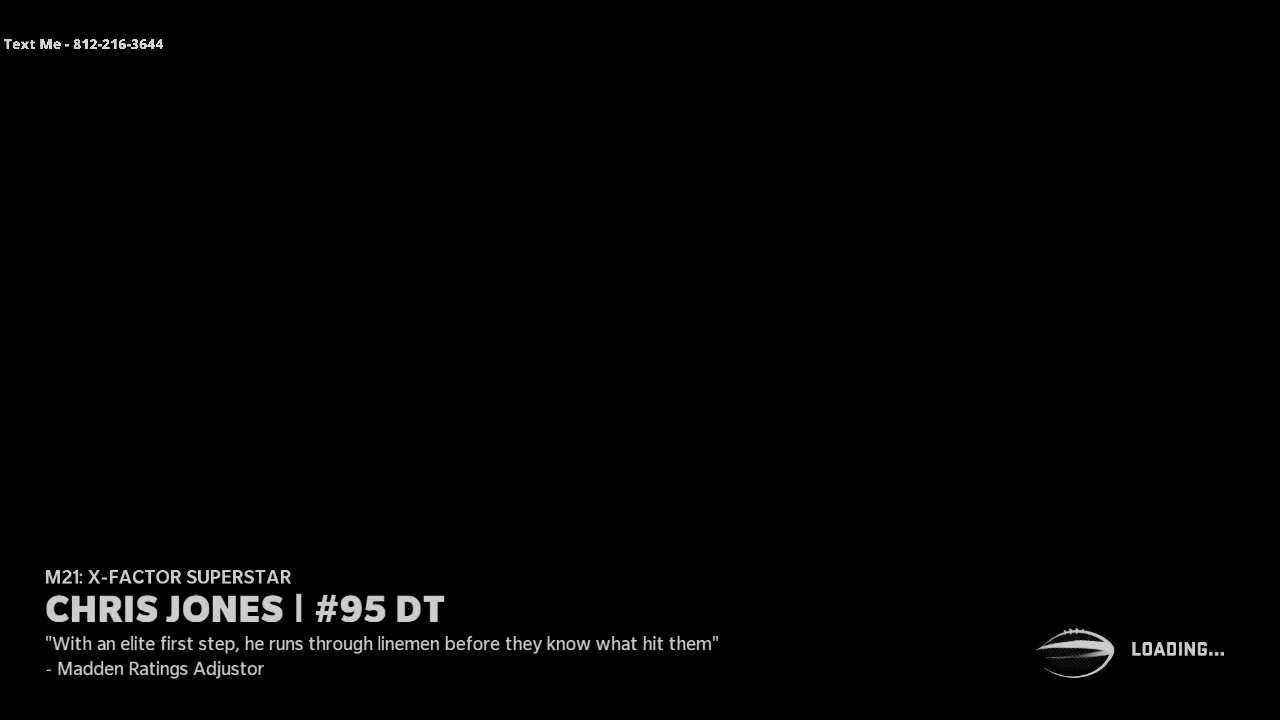 Text Me - 812-216-3644
M21: X-FACTOR SUPERSTAR
CHRIS JONES | #95 DT
"With an elite first step, he runs through linemen before they know what hit them"
- Madden Ratings Adjustor
LOADING...